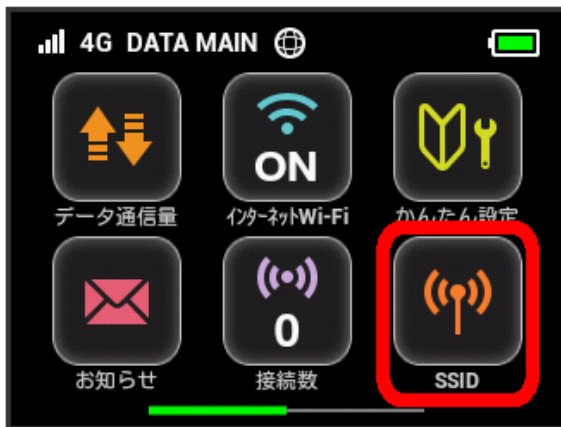 4G DATA MAIN
ON
データ通信量 インターネットWi-Fi かんたん設定
0
お知らせ 接続数 SSID